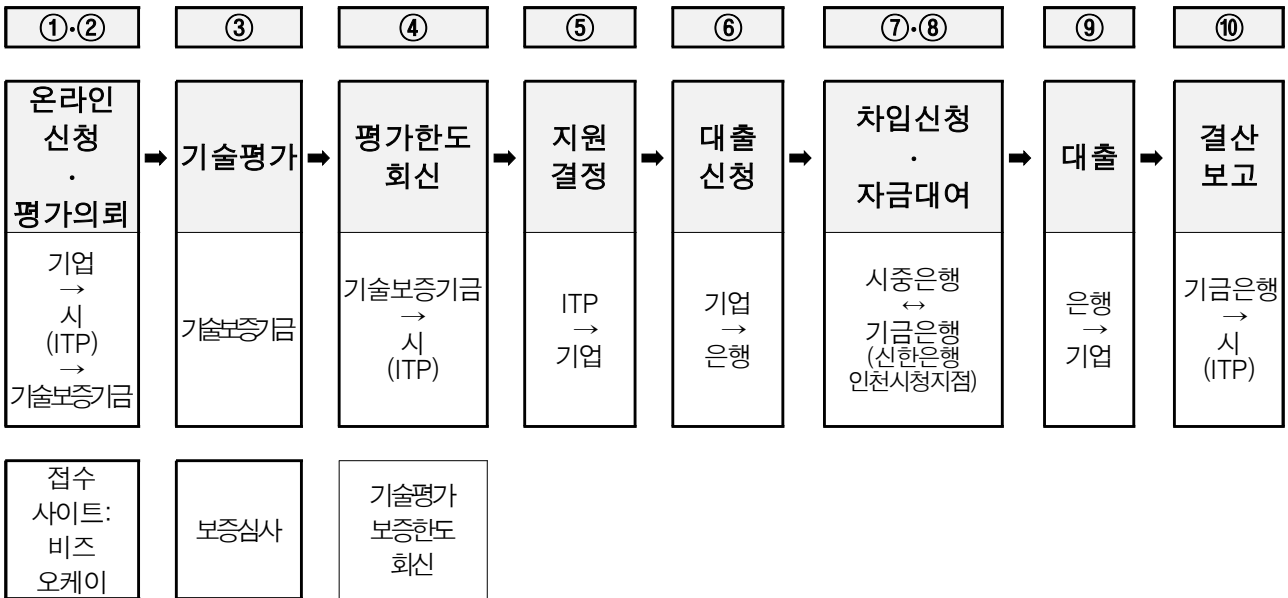 ①·②
③
④
⑤
⑥
⑦·⑧
⑨
⑩
온라인
신청
·
평가의뢰
➡
기술평가
➡
평가한도
회신
➡
지원
결정
➡
대출
신청
➡
차입신청
·
자금대여
➡
대출
➡
결산
보고
기업
→
시
(ITP)
→
기술보증기금
기술보증기금
기술보증기금
→
시
(ITP)
ITP
→
기업
기업
→
은행
시중은행
↔
기금은행
(신한은행
인천시청지점)
은행
→
기업
기금은행
→
시
(ITP)
접수
사이트:
비즈
오케이
보증심사
기술평가
보증한도
회신